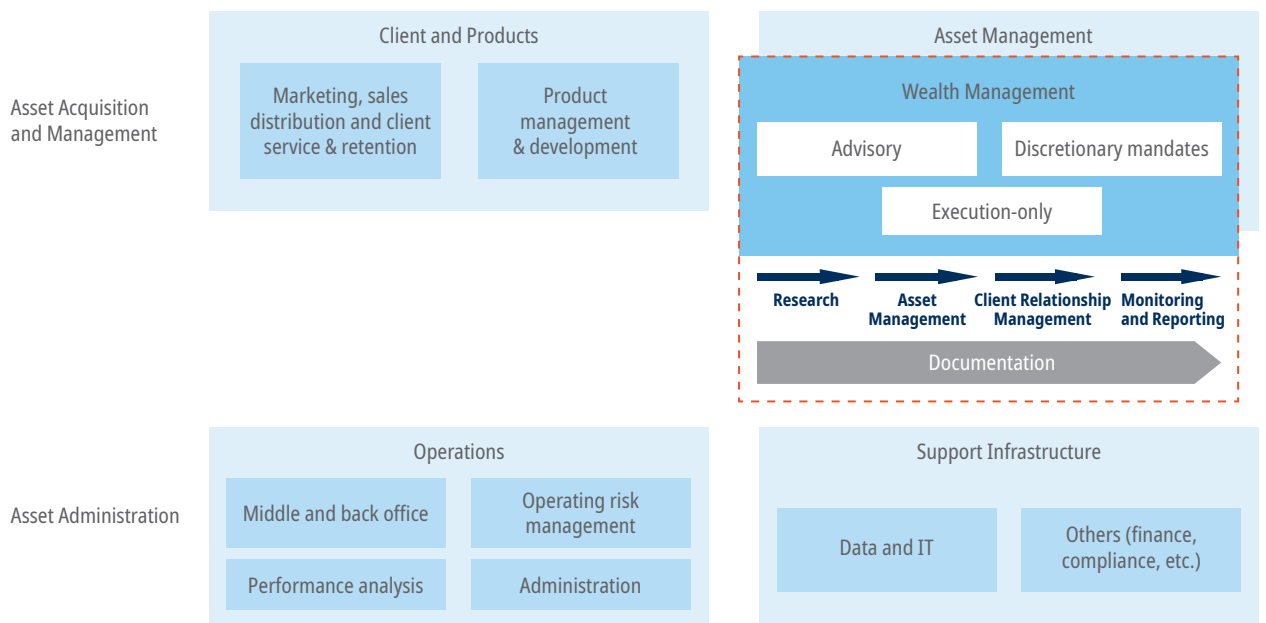 Client and Products
Asset Management
Asset Acquisition
and Management
Marketing, sales
distribution and client
service & retention
Product
management
& development
Wealth Management
Advisory
Discretionary mandates
Execution-only
Research
Asset
Management
Client Relationship
Management
Monitoring
and Reporting
Documentation
Operations
Support Infrastructure
Asset Administration
Middle and back office
Operating risk
management
Performance analysis
Administration
Data and IT
Others (finance,
compliance, etc.)